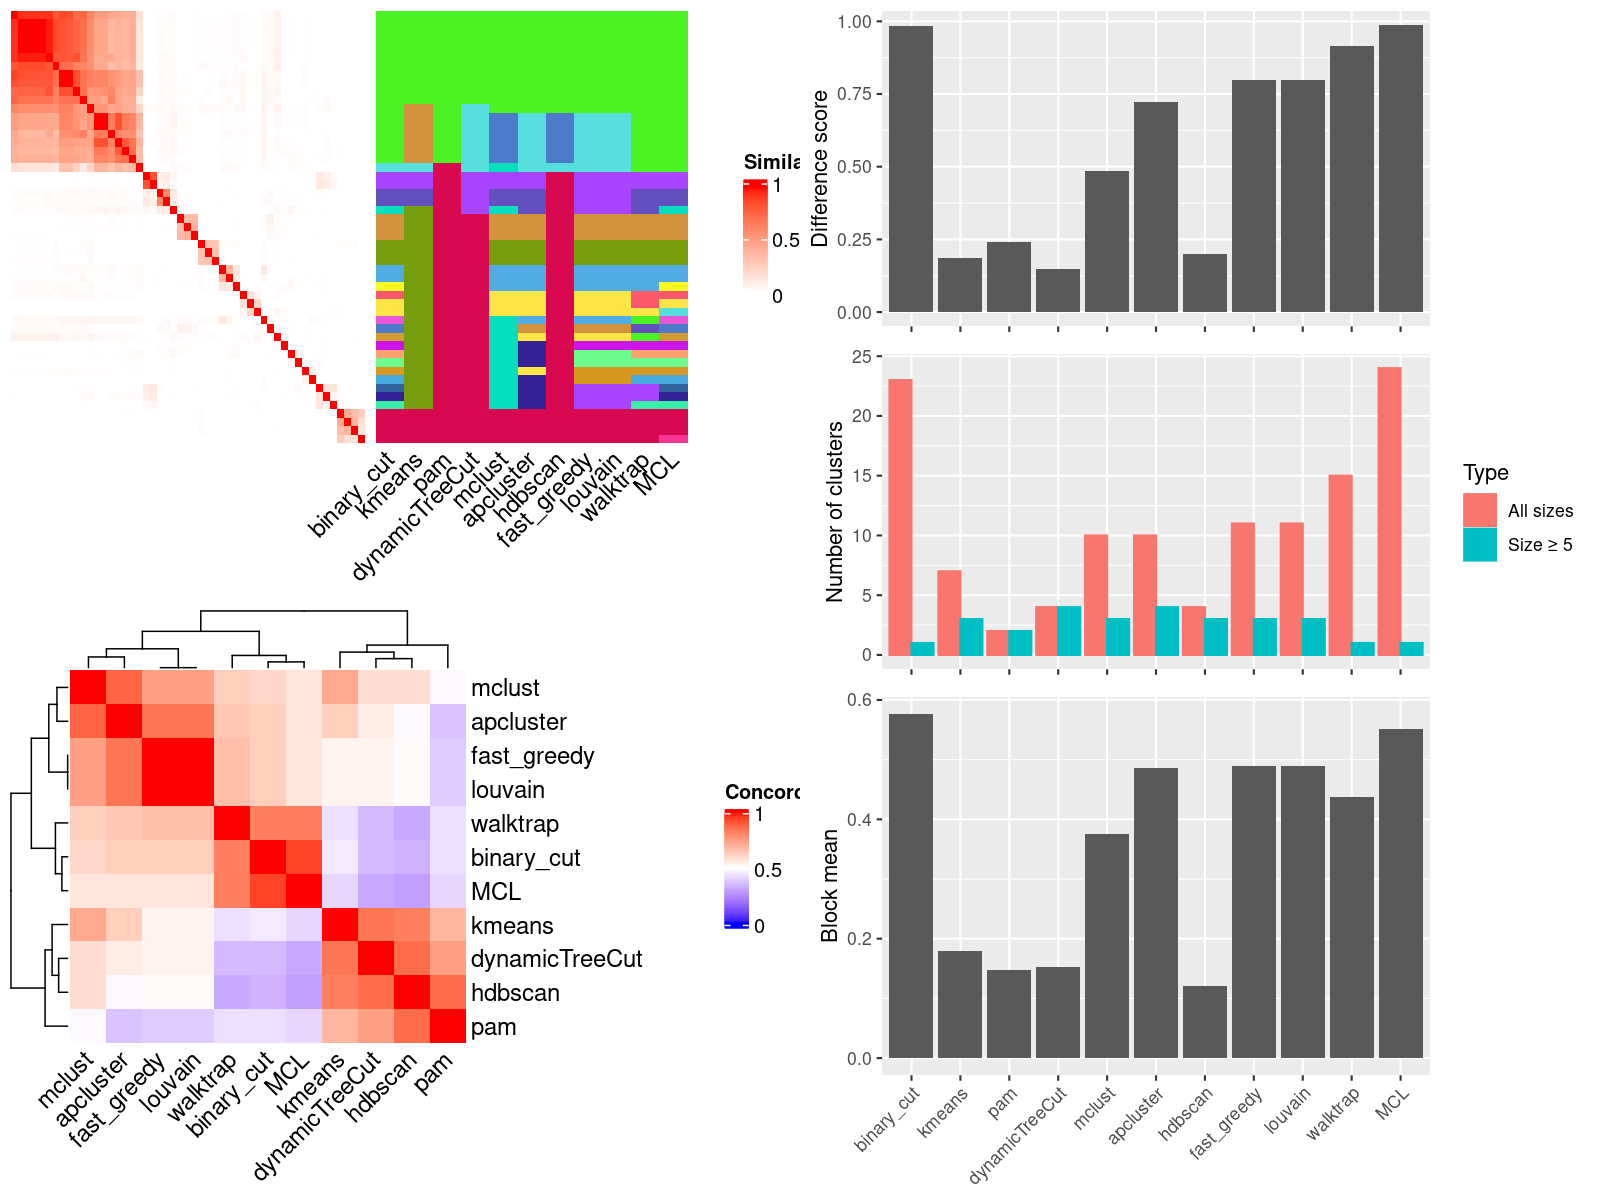 Simila
1
0.5
0
binary_cut
kmeans
pam
dynamicTreeCut
mclust
apcluster
hdbscan
fast_greedy
louvain
walktrap
MCL
mclust
apcluster
fast_greedy
louvain
walktrap
binary_cut
MCL
kmeans
dynamicTreeCut
hdbscan
pam
Concord
1
0.5
0
mclust
apcluster
fast_greedy
louvain
walktrap
binary_cut
MCL
kmeans
dynamicTreeCut
hdbscan
pam
Difference score
1.00
0.75
0.50
0.25
0.00
Number of clusters
25
20
15
10
5
0
Type
All sizes
Size ≥ 5
Block mean
0.6
0.4
0.2
0.0
binary_cut
kmeans
pam
dynamicTreeCut
mclust
apcluster
hdbscan
fast_greedy
louvain
walktrap
MCL